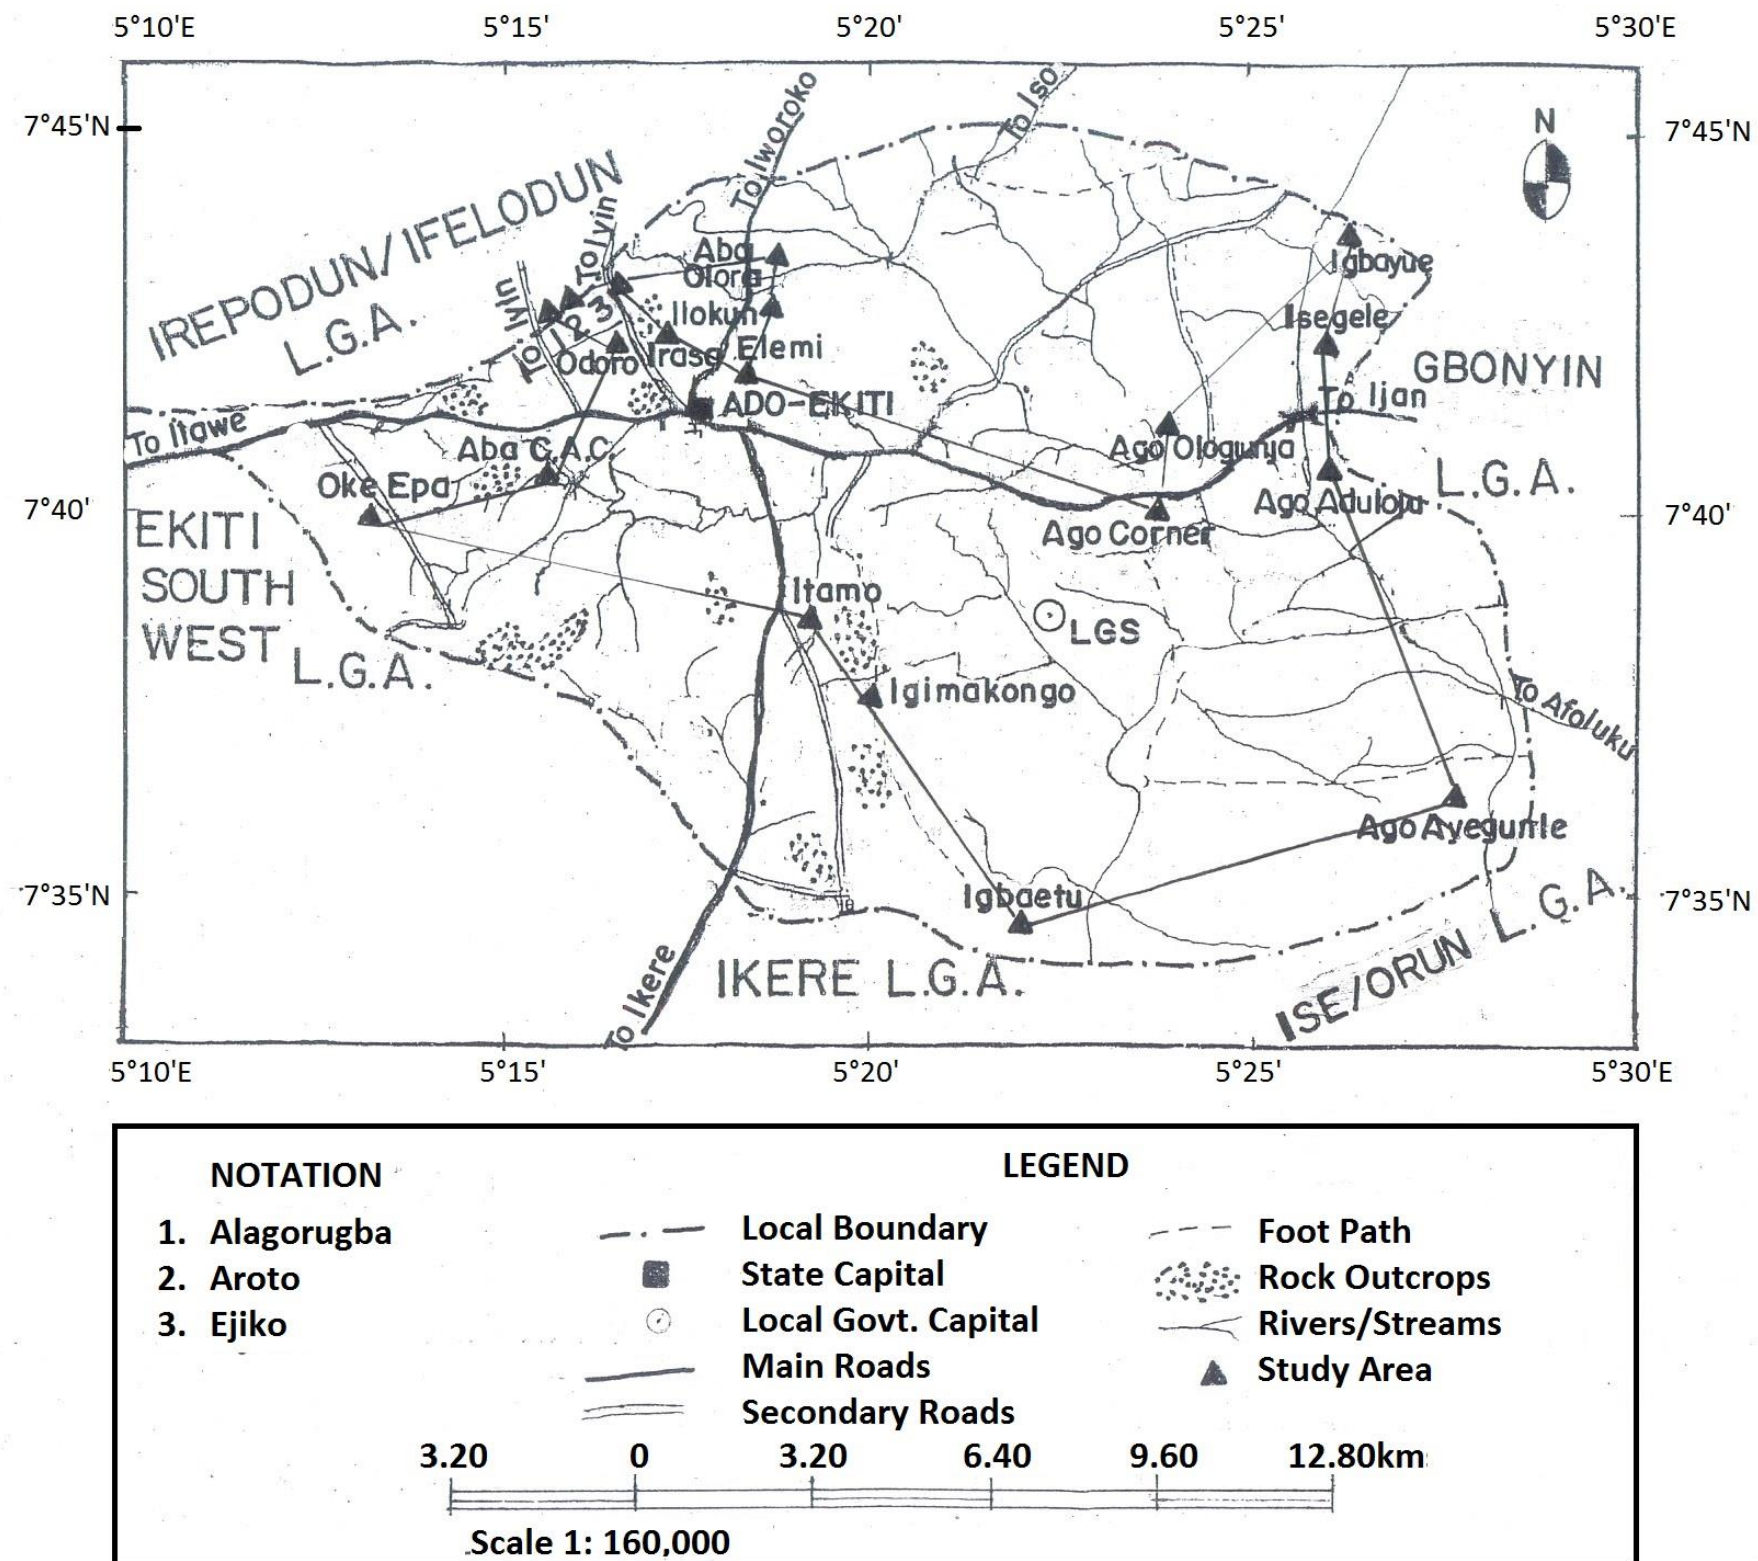 5°10'E 5°15' 5°20' 5°25' 5°30'E
7°45'N 7°45'N
To Iworoko
To Iso
N
IREPODUN/IFELODUN
L.G.A.
To Iyin
To Iyin
Aba
Olora
Igbayue
1 2 3
Ilokun
Isegele
Odoro
Irasa
Elemi
GBONYIN
ADO-EKITI
To Ijan
To Itawe
Aba C.A.C.
Ago Ologunja
L.G.A.
Oke Epa
Ago Aduloju
7°40' 7°40'
EKITI
SOUTH
WEST
L.G.A.
Ago Corner
Itamo
LGS
Igimakongo
To Afoluku
Ago Ayegunle
7°35'N 7°35'N
Igbaetu
To Ikere
IKERE L.G.A.
ISE/ORUN L.G.A.
5°10'E 5°15' 5°20' 5°25' 5°30'E
NOTATION
1. Alagorugba
2. Aroto
3. Ejiko
LEGEND
Local Boundary
State Capital
Local Govt. Capital
Main Roads
Secondary Roads
Foot Path
Rock Outcrops
Rivers/Streams
Study Area
3.20 0 3.20 6.40 9.60 12.80km
Scale 1: 160,000